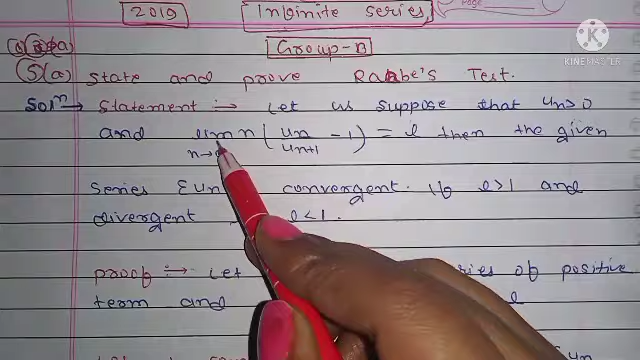 2019 Infinite series Page
Group-B
5(a) state and prove Raabe's Test.
Solⁿ→ Statement :→ Let us suppose that un>0
and lim n→ n(un/un+1 - 1) = l then the given
series Σun convergent. if l>1 and
divergent l<1.
proof :→ Let ries of positive
term and l
un
KINEMASTER